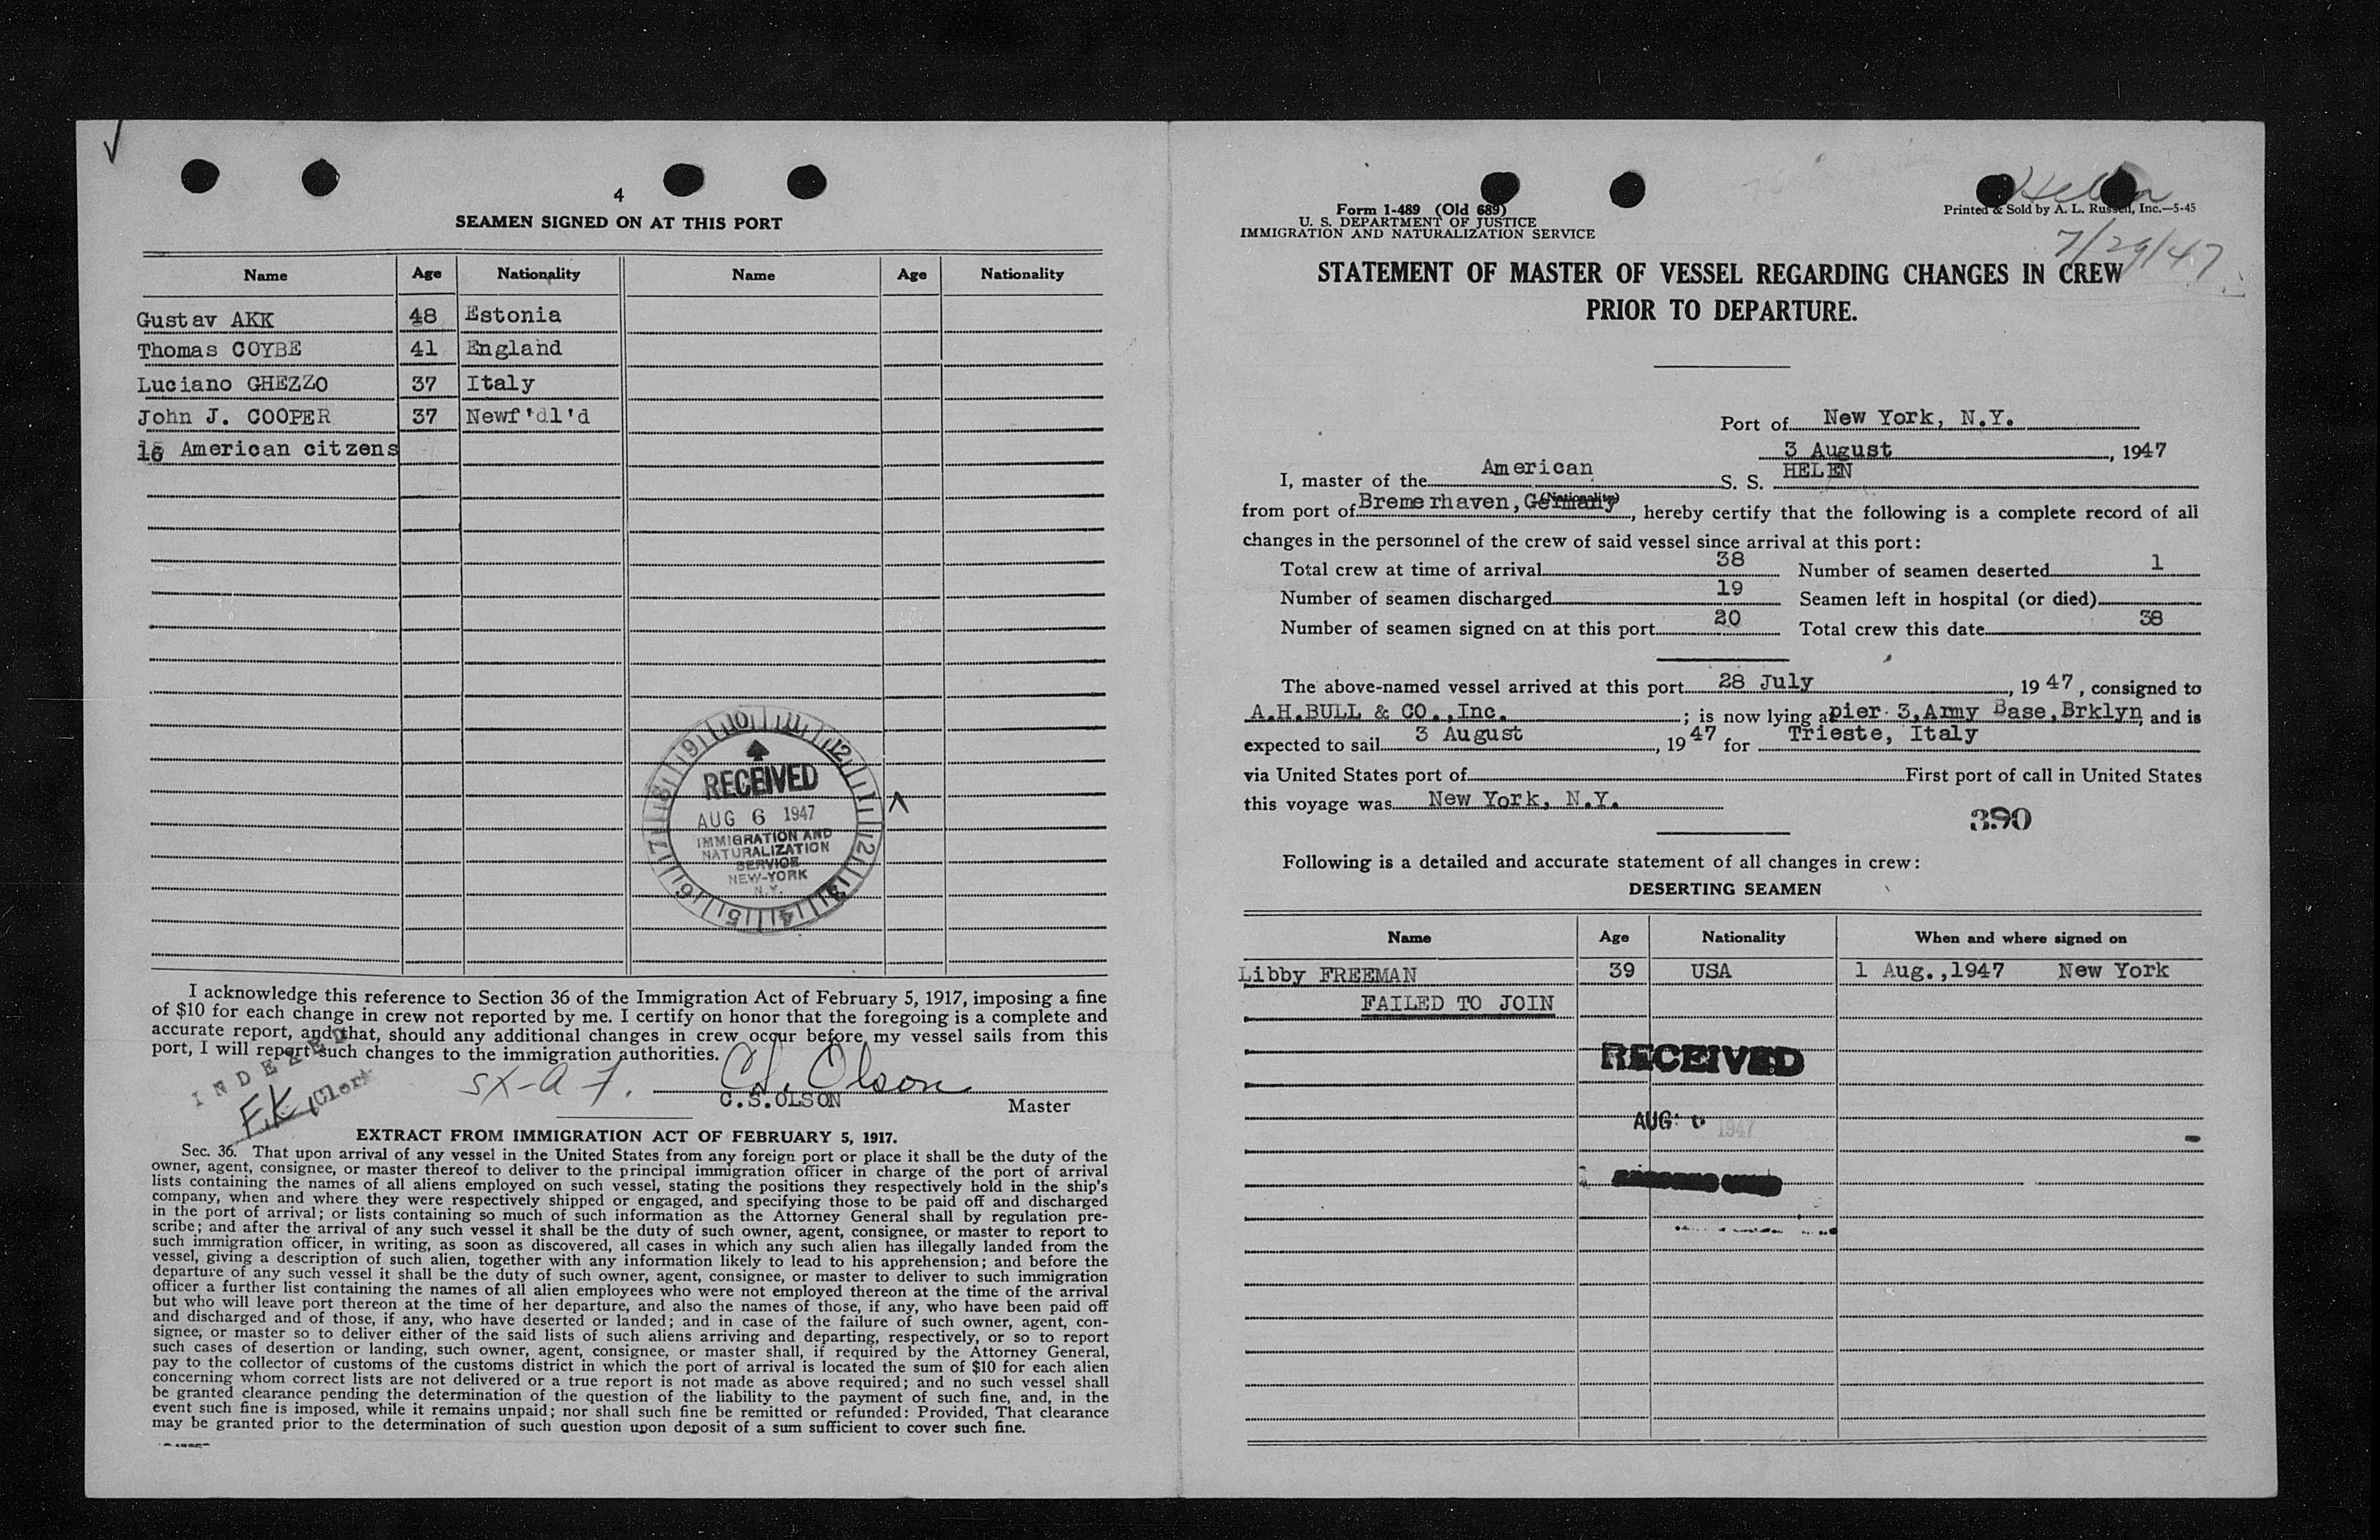 4
SEAMEN SIGNED ON AT THIS PORT
Name Age Nationality Name Age Nationality
Gustav AKK 48 Estonia
Thomas COYBE 41 England
Luciano GHEZZO 37 Italy
John J. COOPER 37 Newf'dl'd
16 American citzens
10 11 12 1 2 3 4 5 6 7 8 9
RECEIVED
AUG 6 1947
IMMIGRATION AND
NATURALIZATION
SERVICE
NEW-YORK
N.Y.
I acknowledge this reference to Section 36 of the Immigration Act of February 5, 1917, imposing a fine
of $10 for each change in crew not reported by me. I certify on honor that the foregoing is a complete and
accurate report, and that, should any additional changes in crew occur before my vessel sails from this
port, I will report such changes to the immigration authorities.
INDEXED
EK, Clerk
C.S. Olson
C.S.OLSON
Master
EXTRACT FROM IMMIGRATION ACT OF FEBRUARY 5, 1917.
Sec. 36. That upon arrival of any vessel in the United States from any foreign port or place it shall be the duty of the
owner, agent, consignee, or master thereof to deliver to the principal immigration officer in charge of the port of arrival
lists containing the names of all aliens employed on such vessel, stating the positions they respectively hold in the ship's
company, when and where they were respectively shipped or engaged, and specifying those to be paid off and discharged
in the port of arrival; or lists containing so much of such information as the Attorney General shall by regulation pre-
scribe; and after the arrival of any such vessel it shall be the duty of such owner, agent, consignee, or master to report to
such immigration officer, in writing, as soon as discovered, all cases in which any such alien has illegally landed from the
vessel, giving a description of such alien, together with any information likely to lead to his apprehension; and before the
departure of any such vessel it shall be the duty of such owner, agent, consignee, or master to deliver to such immigration
officer a further list containing the names of all alien employees who were not employed thereon at the time of the arrival
but who will leave port thereon at the time of her departure, and also the names of those, if any, who have been paid off
and discharged and of those, if any, who have deserted or landed; and in case of the failure of such owner, agent, con-
signee, or master so to deliver either of the said lists of such aliens arriving and departing, respectively, or so to report
such cases of desertion or landing, such owner, agent, consignee, or master shall, if required by the Attorney General,
pay to the collector of customs of the customs district in which the port of arrival is located the sum of $10 for each alien
concerning whom correct lists are not delivered or a true report is not made as above required; and no such vessel shall
be granted clearance pending the determination of the question of the liability to the payment of such fine, and, in the
event such fine is imposed, while it remains unpaid; nor shall such fine be remitted or refunded: Provided, That clearance
may be granted prior to the determination of such question upon deposit of a sum sufficient to cover such fine.
Helen
7/29/47
Form 1-489 (Old 689)
U. S. DEPARTMENT OF JUSTICE
IMMIGRATION AND NATURALIZATION SERVICE
Printed & Sold by A. L. Russell, Inc.—5-45
STATEMENT OF MASTER OF VESSEL REGARDING CHANGES IN CREW
PRIOR TO DEPARTURE.
Port of New York, N.Y.
3 August, 1947
I, master of the American S. S. HELEN
(Nationality)
from port of Bremerhaven, Germany, hereby certify that the following is a complete record of all
changes in the personnel of the crew of said vessel since arrival at this port:
Total crew at time of arrival 38 Number of seamen deserted 1
Number of seamen discharged 19 Seamen left in hospital (or died)
Number of seamen signed on at this port 20 Total crew this date 38
The above-named vessel arrived at this port 28 July, 1947, consigned to
A.H.BULL & CO.,Inc. ; is now lying a pier 3,Army Base,Brklyn, and is
expected to sail 3 August, 1947 for Trieste, Italy
via United States port of First port of call in United States
this voyage was New York, N.Y.
390
Following is a detailed and accurate statement of all changes in crew:
DESERTING SEAMEN
Name Age Nationality When and where signed on
Libby FREEMAN 39 USA 1 Aug.,1947 New York
FAILED TO JOIN
RECEIVED
AUG 6 1947